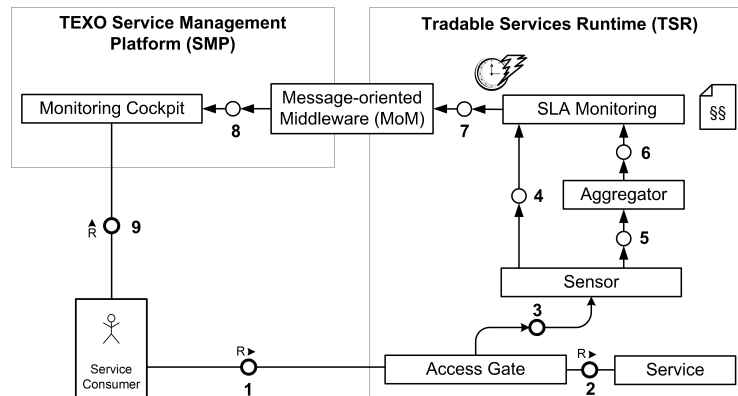 TEXO Service Management
Platform (SMP)
Tradable Services Runtime (TSR)
Monitoring Cockpit
8
Message-oriented
Middleware (MoM)
7
SLA Monitoring
§§
6
4
Aggregator
5
R
9
Sensor
3
Service
Consumer
R
1
Access Gate
R
2
Service